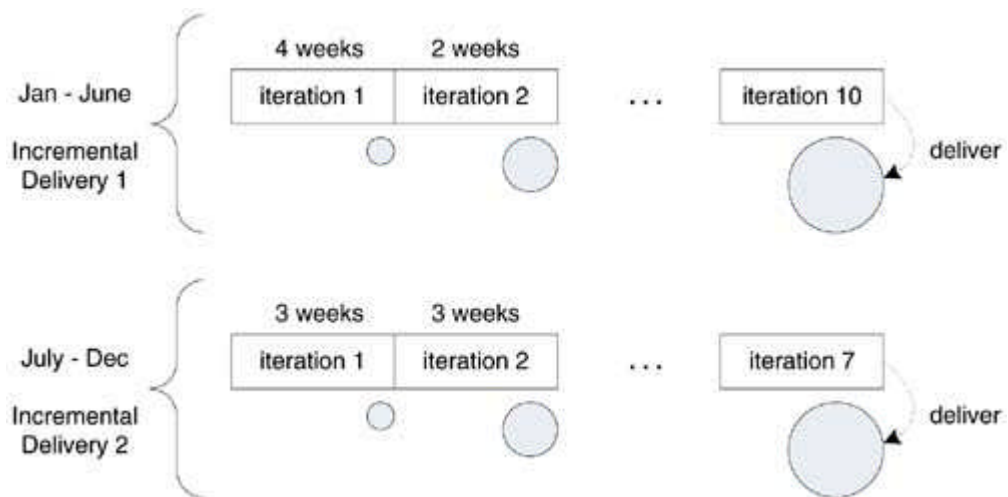 4 weeks
2 weeks
Jan - June
iteration 1
iteration 2
...
iteration 10
Incremental
Delivery 1
deliver
3 weeks
3 weeks
July - Dec
iteration 1
iteration 2
...
iteration 7
Incremental
Delivery 2
deliver